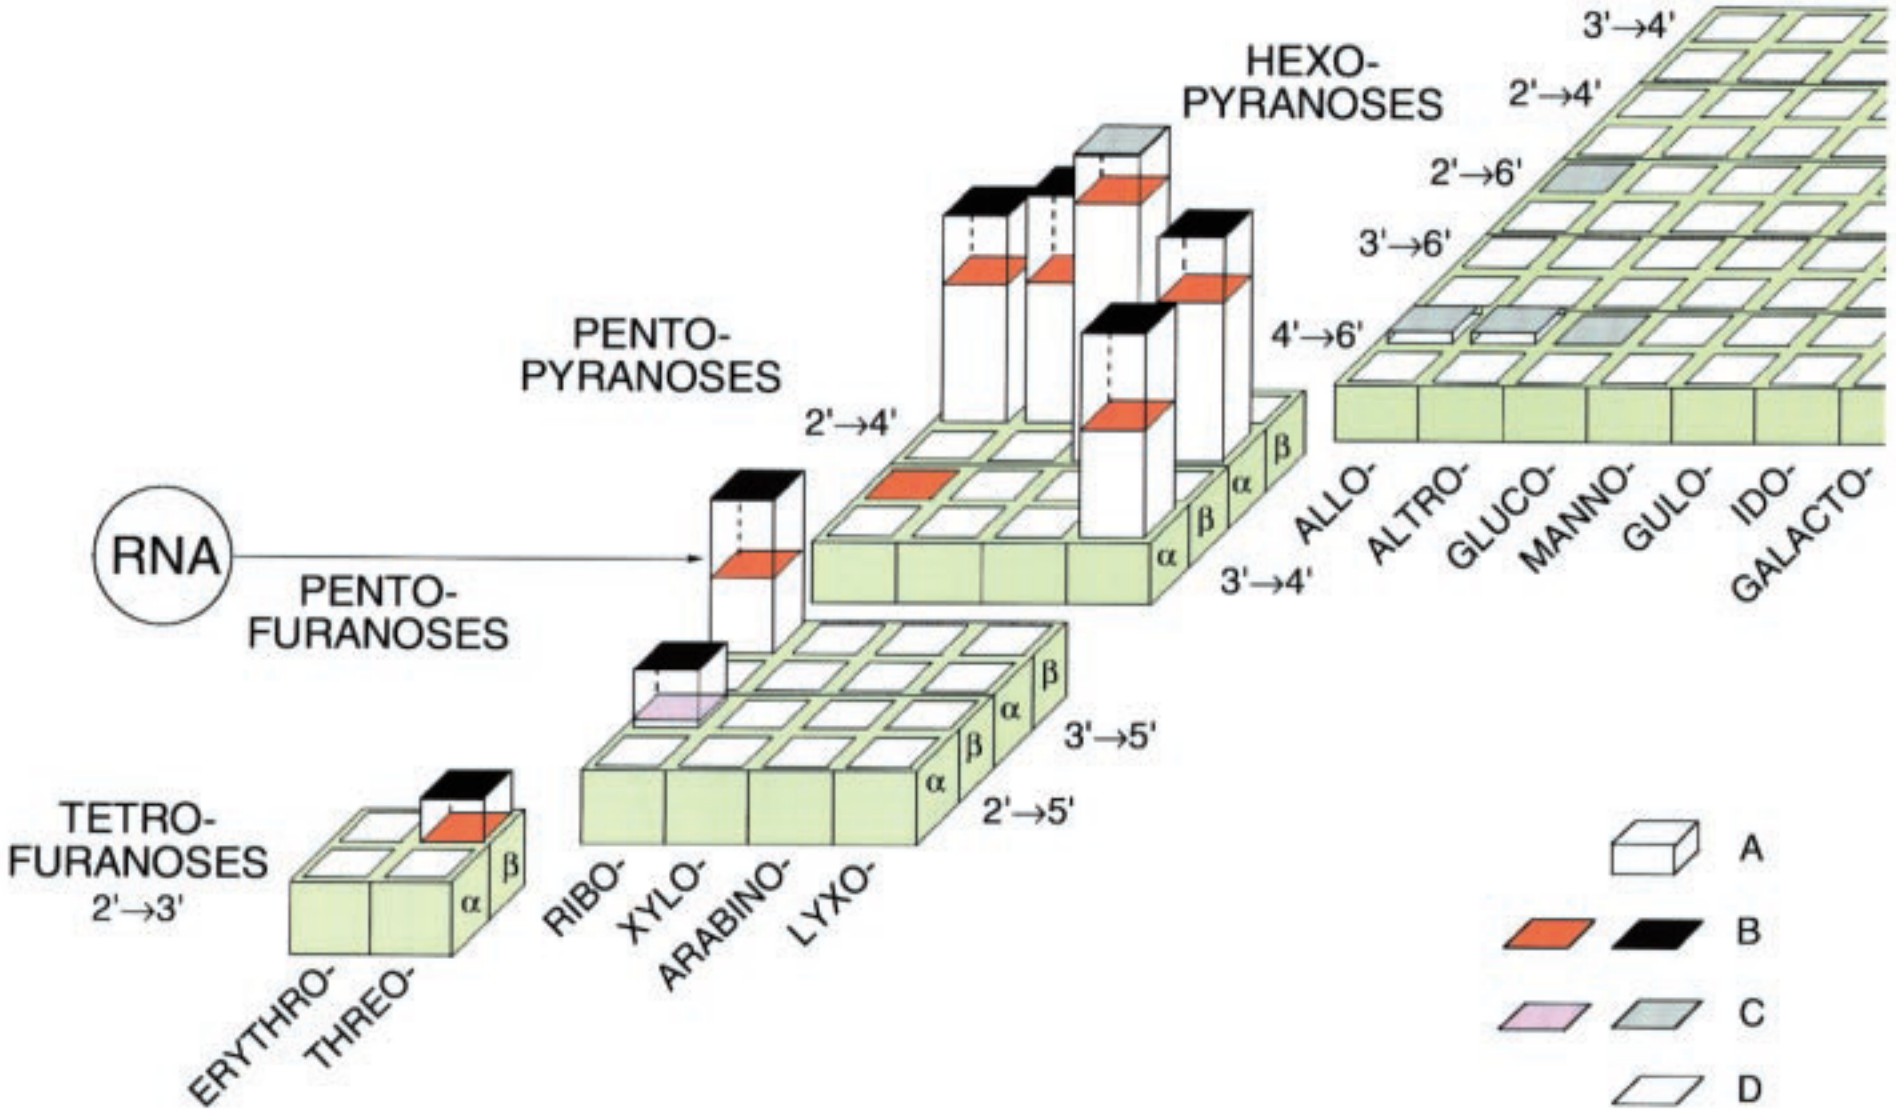 3'→4'
HEXO-
PYRANOSES
2'→4'
2'→6'
3'→6'
4'→6'
ALLO-
ALTRO-
GLUCO-
MANNO-
GULO-
IDO-
GALACTO-
PENTO-
PYRANOSES
2'→4'
β
α
β
α
3'→4'
RNA
PENTO-
FURANOSES
β
α
β
α
3'→5'
2'→5'
RIBO-
XYLO-
ARABINO-
LYXO-
TETRO-
FURANOSES
2'→3'
β
α
ERYTHRO-
THREO-
A
B
C
D